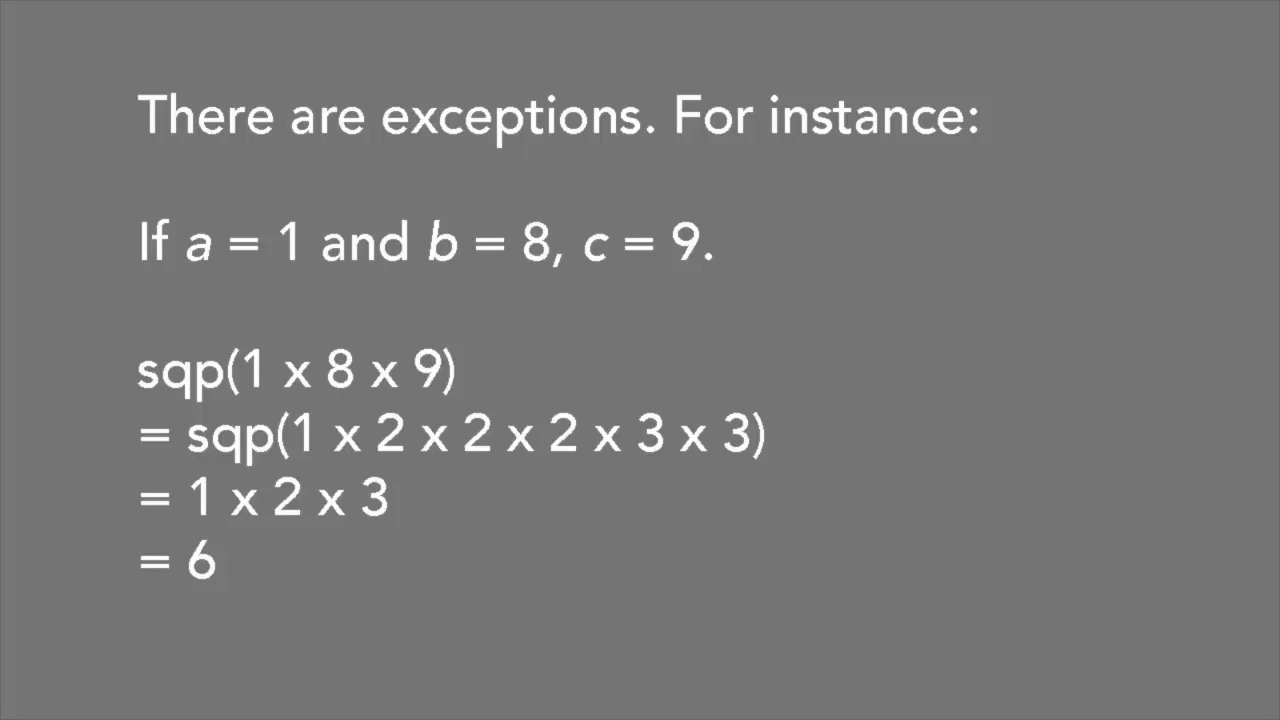 There are exceptions. For instance:
If a = 1 and b = 8, c = 9.
sqp(1 x 8 x 9)
= sqp(1 x 2 x 2 x 2 x 3 x 3)
= 1 x 2 x 3
= 6